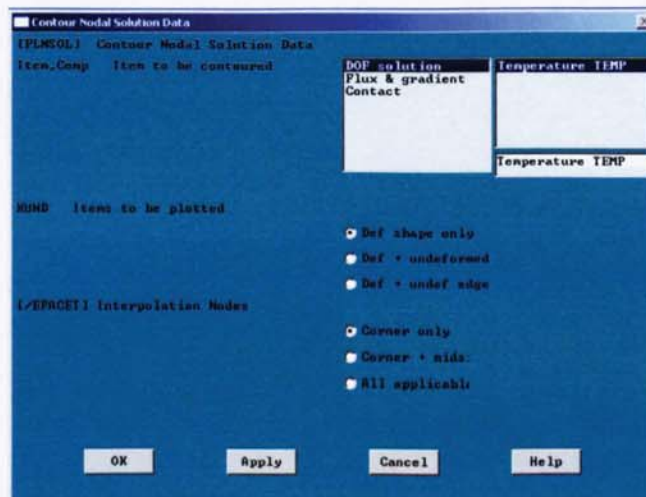 Contour Nodal Solution Data
[PLNSOL] Contour Nodal Solution Data
Item,Comp Item to be contoured
DOF solution
Flux & gradient
Contact
Temperature TEMP
Temperature TEMP
KUND Items to be plotted
Def shape only
Def + undeformed
Def + undef edge
[/EFACET] Interpolation Nodes
Corner only
Corner + mids
All applicable
OK Apply Cancel Help